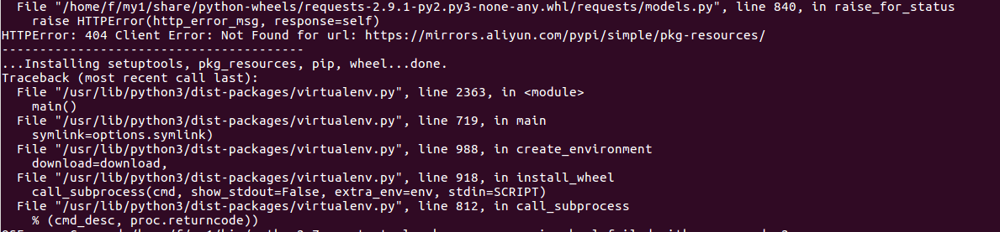 File "/home/f/my1/share/python-wheels/requests-2.9.1-py2.py3-none-any.whl/requests/models.py", line 840, in raise_for_status
raise HTTPError(http_error_msg, response=self)
HTTPError: 404 Client Error: Not Found for url: https://mirrors.aliyun.com/pypi/simple/pkg-resources/
----------------------------------------
...Installing setuptools, pkg_resources, pip, wheel...done.
Traceback (most recent call last):
File "/usr/lib/python3/dist-packages/virtualenv.py", line 2363, in <module>
main()
File "/usr/lib/python3/dist-packages/virtualenv.py", line 719, in main
symlink=options.symlink)
File "/usr/lib/python3/dist-packages/virtualenv.py", line 988, in create_environment
download=download,
File "/usr/lib/python3/dist-packages/virtualenv.py", line 918, in install_wheel
call_subprocess(cmd, show_stdout=False, extra_env=env, stdin=SCRIPT)
File "/usr/lib/python3/dist-packages/virtualenv.py", line 812, in call_subprocess
% (cmd_desc, proc.returncode))